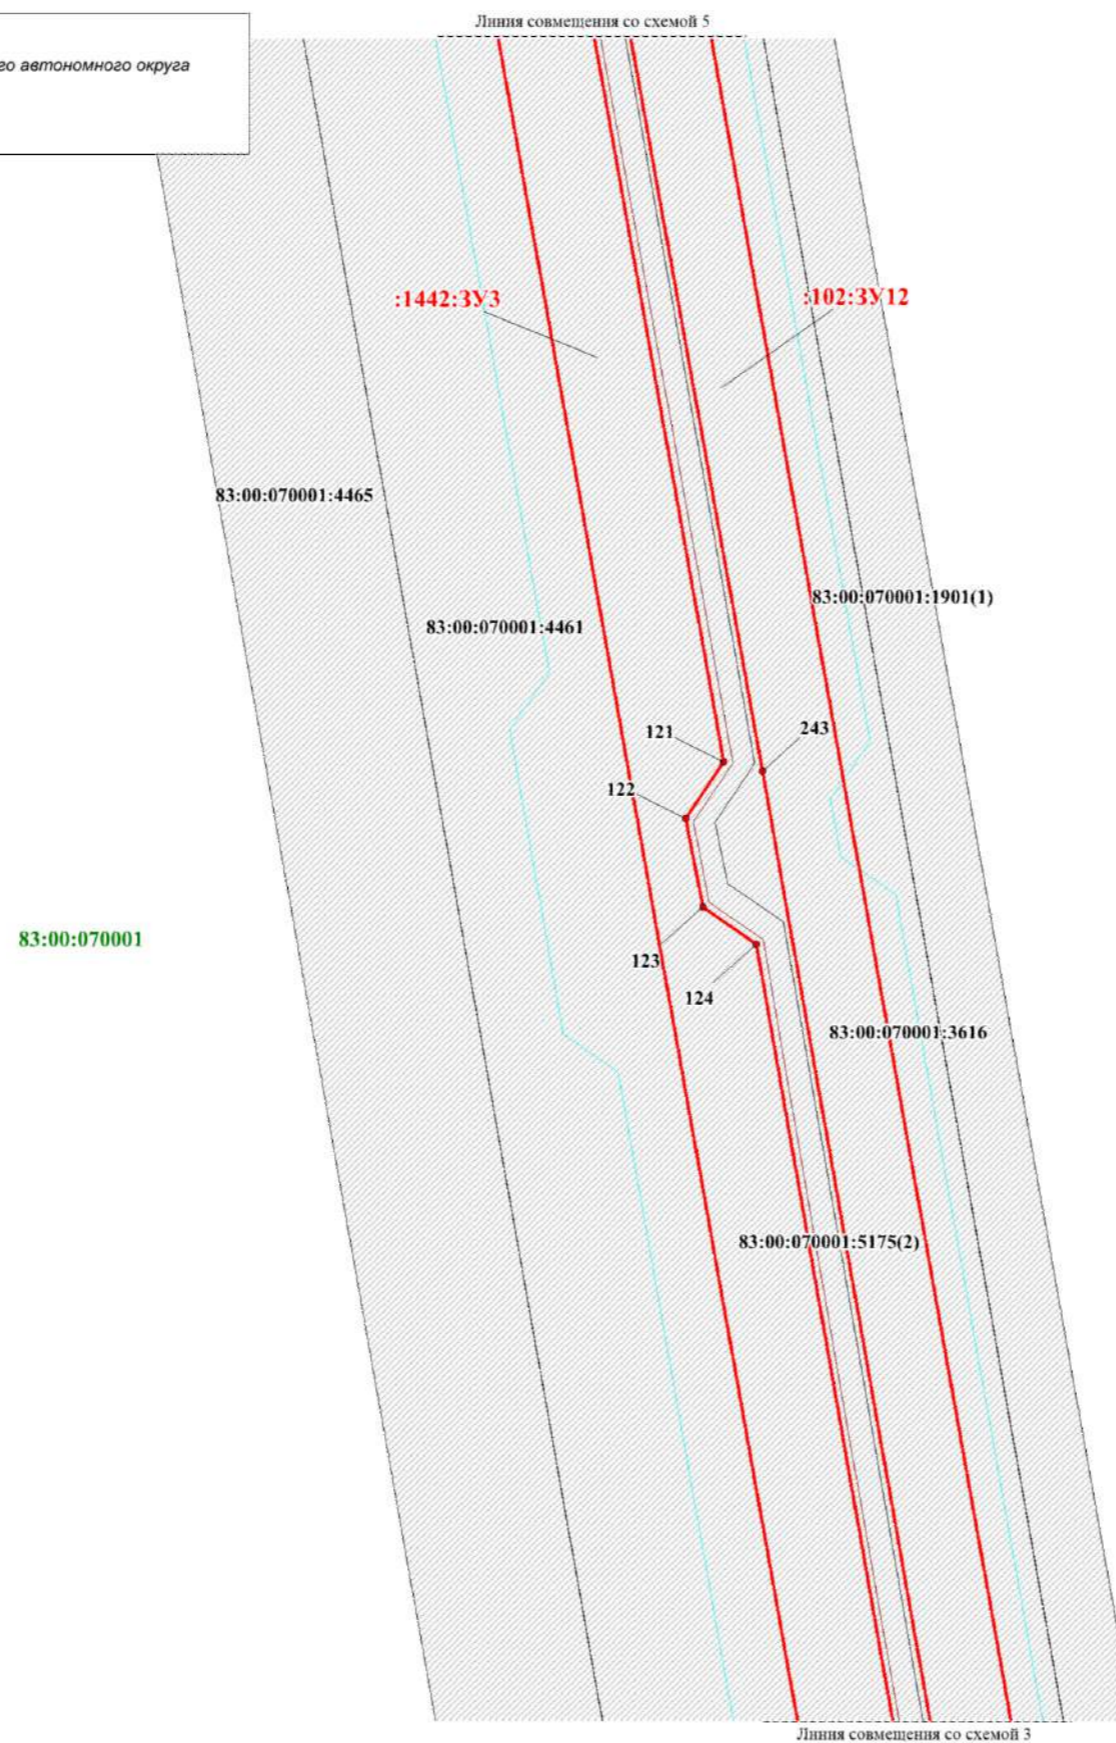 Линия совмещения со схемой 5
го автономного округа
:1442:ЗУ3
:102:ЗУ12
83:00:070001:4465
83:00:070001:1901(1)
83:00:070001:4461
121
243
122
83:00:070001
123
124
83:00:070001:3616
83:00:070001:5175(2)
Линия совмещения со схемой 3